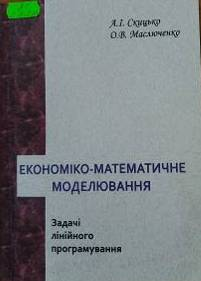 А.І. Скицько
О.В. Маслюченко
ЕКОНОМІКО-МАТЕМАТИЧНЕ
МОДЕЛЮВАННЯ
Задачі
лінійного
програмування